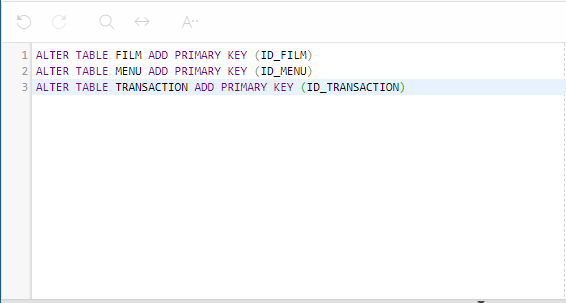 A
1 ALTER TABLE FILM ADD PRIMARY KEY (ID_FILM)
2 ALTER TABLE MENU ADD PRIMARY KEY (ID_MENU)
3 ALTER TABLE TRANSACTION ADD PRIMARY KEY (ID_TRANSACTION)